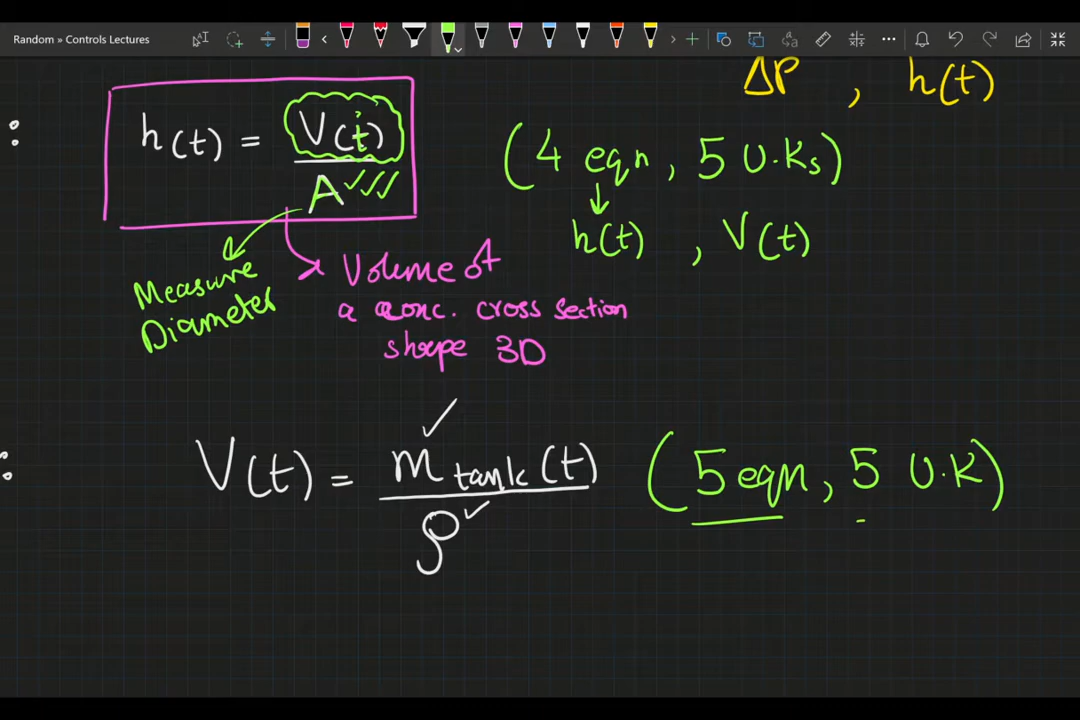 Random » Controls Lectures
ΔP , h(t)
: h(t) = V(t) / A
(4 eqn, 5 U.Ks)
h(t) , V(t)
Measure
Diameter
Volume of
a conc. cross section
shape 3D
: V(t) = m tank (t) / ρ (5 eqn, 5 U.K)